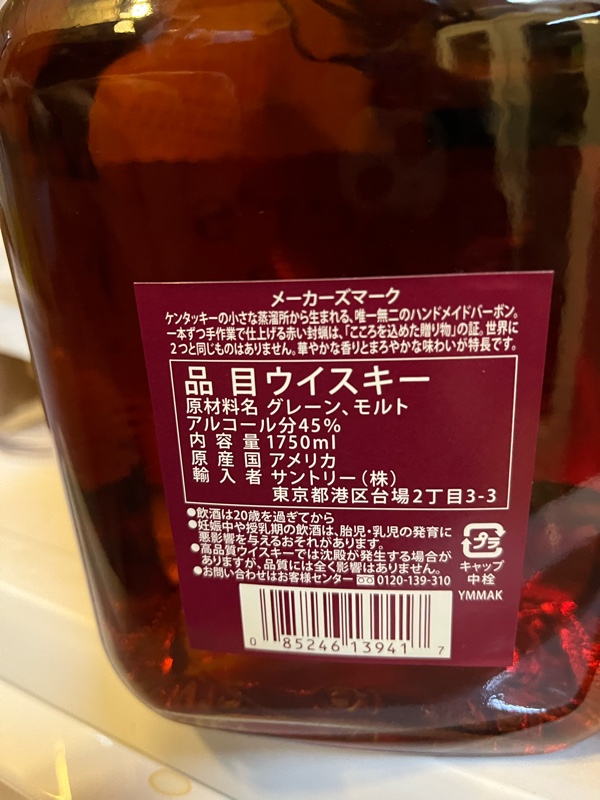 メーカーズマーク
ケンタッキーの小さな蒸溜所から生まれる、唯一無二のハンドメイドバーボン。
一本ずつ手作業で仕上げる赤い封蝋は、「こころを込めた贈り物」の証。世界に
2つと同じものはありません。華やかな香りとまろやかな味わいが特長です。
品 目 ウイスキー
原材料名 グレーン、モルト
アルコール分45%
内 容 量 1750ml
原 産 国 アメリカ
輸 入 者 サントリー(株)
東京都港区台場2丁目3-3
●飲酒は20歳を過ぎてから
●妊娠中や授乳期の飲酒は、胎児・乳児の発育に
悪影響を与えるおそれがあります。
●高品質ウイスキーでは沈殿が発生する場合が
ありますが、品質には全く影響はありません。
●お問い合わせはお客様センター 0120-139-310
プラ
キャップ
中栓
YMMAK
0 85246 13941 7